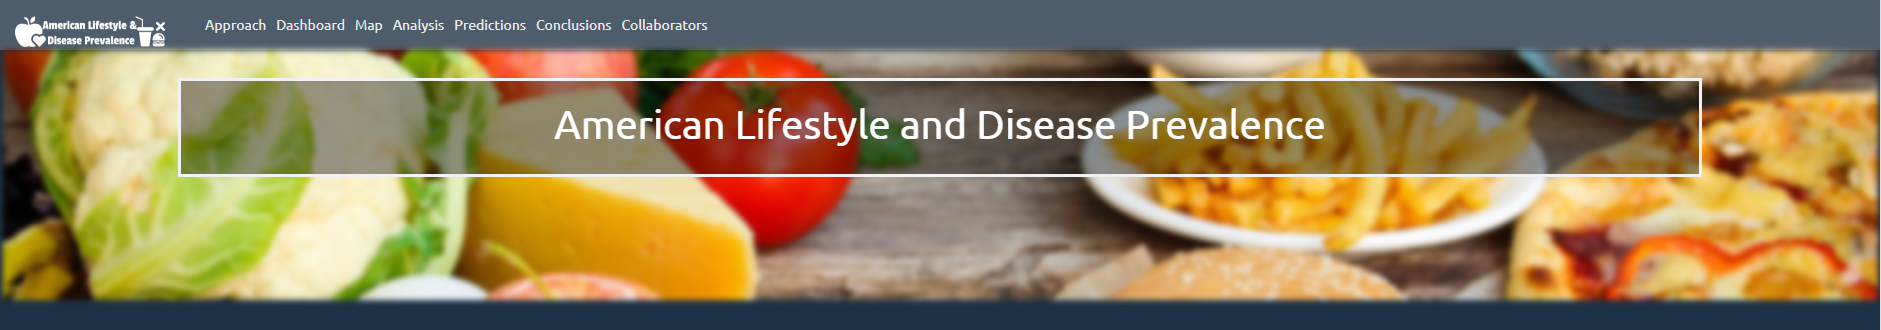 American Lifestyle &
Disease Prevalence
Approach Dashboard Map Analysis Predictions Conclusions Collaborators
American Lifestyle and Disease Prevalence